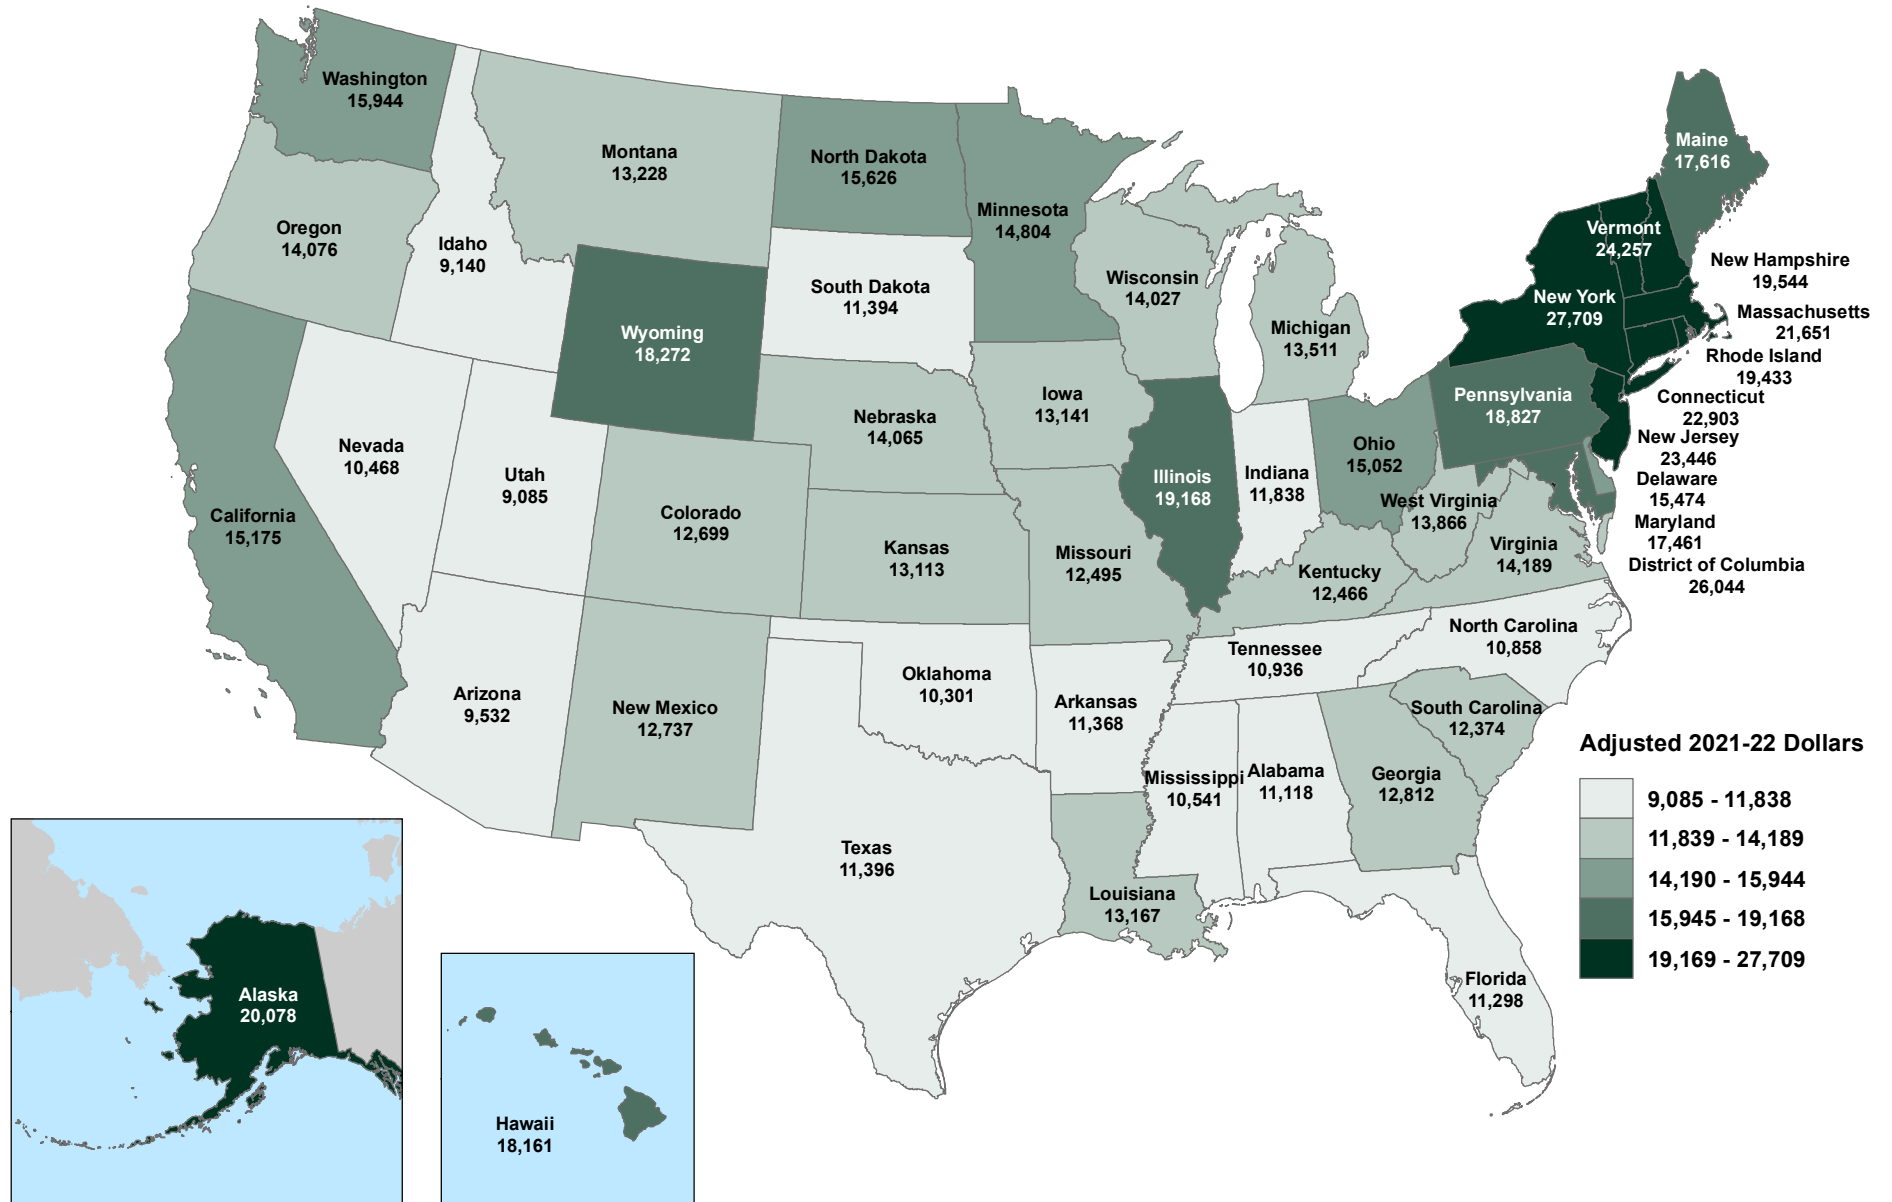 Washington
15,944
Montana
13,228
North Dakota
15,626
Minnesota
14,804
Maine
17,616
Oregon
14,076
Idaho
9,140
Wyoming
18,272
South Dakota
11,394
Wisconsin
14,027
Michigan
13,511
Vermont
24,257
New York
27,709
New Hampshire
19,544
Massachusetts
21,651
Rhode Island
19,433
Connecticut
22,903
New Jersey
23,446
Delaware
15,474
Maryland
17,461
District of Columbia
26,044
Pennsylvania
18,827
Nevada
10,468
Utah
9,085
California
15,175
Colorado
12,699
Nebraska
14,065
Iowa
13,141
Kansas
13,113
Missouri
12,495
Illinois
19,168
Indiana
11,838
Ohio
15,052
West Virginia
13,866
Virginia
14,189
Kentucky
12,466
Tennessee
10,936
North Carolina
10,858
South Carolina
12,374
Arizona
9,532
New Mexico
12,737
Oklahoma
10,301
Arkansas
11,368
Mississippi
10,541
Alabama
11,118
Georgia
12,812
Texas
11,396
Louisiana
13,167
Florida
11,298
Alaska
20,078
Hawaii
18,161
Adjusted 2021-22 Dollars
9,085 - 11,838
11,839 - 14,189
14,190 - 15,944
15,945 - 19,168
19,169 - 27,709